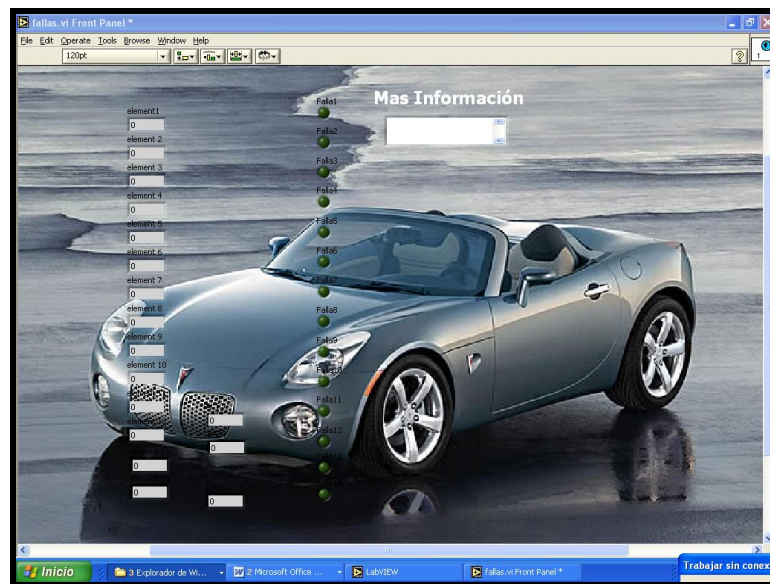 fallas.vi Front Panel *
File Edit Operate Tools Browse Window Help
120pt
?
1
Mas Información
element1
0
element 2
0
element 3
0
element 4
0
element 5
0
element 6
0
element 7
0
element 8
0
element 9
0
element 10
0
0
0
0
0
0
0
0
Falla1
Falla2
Falla3
Falla4
Falla5
Falla6
Falla7
Falla8
Falla9
Falla11
Falla12
Inicio
3 Explorador de Wi...
2 Microsoft Office ...
LabVIEW
fallas.vi Front Panel *
Trabajar sin conex